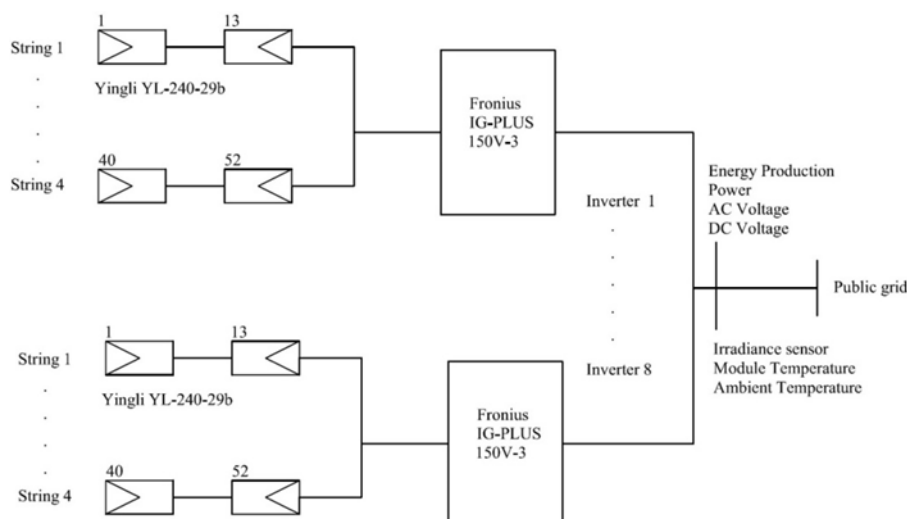 1
13
String 1
Yingli YL-240-29b
40
52
String 4
Fronius
IG-PLUS
150V-3
Inverter 1
Energy Production
Power
AC Voltage
DC Voltage
Public grid
1
13
String 1
Yingli YL-240-29b
40
52
String 4
Fronius
IG-PLUS
150V-3
Inverter 8
Irradiance sensor
Module Temperature
Ambient Temperature